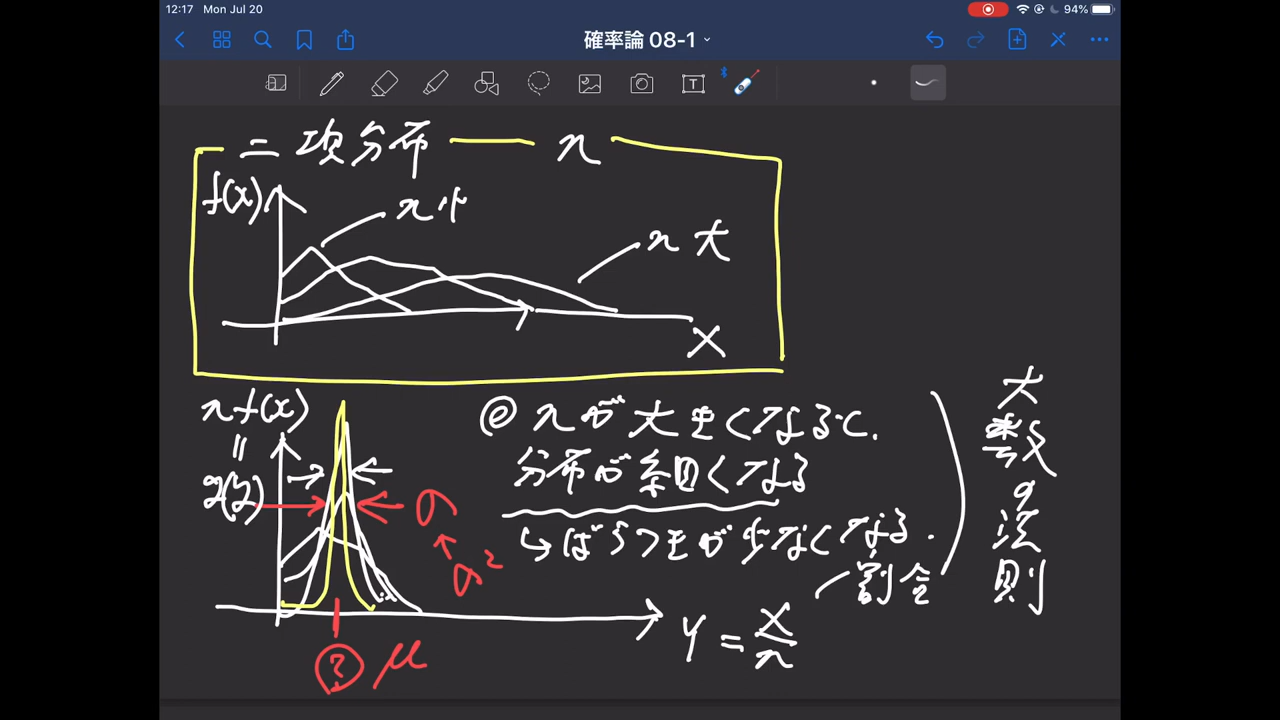 12:17 Mon Jul 20
94%
確率論 08-1
T
二項分布 n
f(x)
n小
n大
X
n f(x)
=
g(y)
@ nが大きくなると、
分布が細くなる
↳ ばらつきが少なくなる.
割合
大数の法則
σ
↑
σ²
? μ
Y = X/n